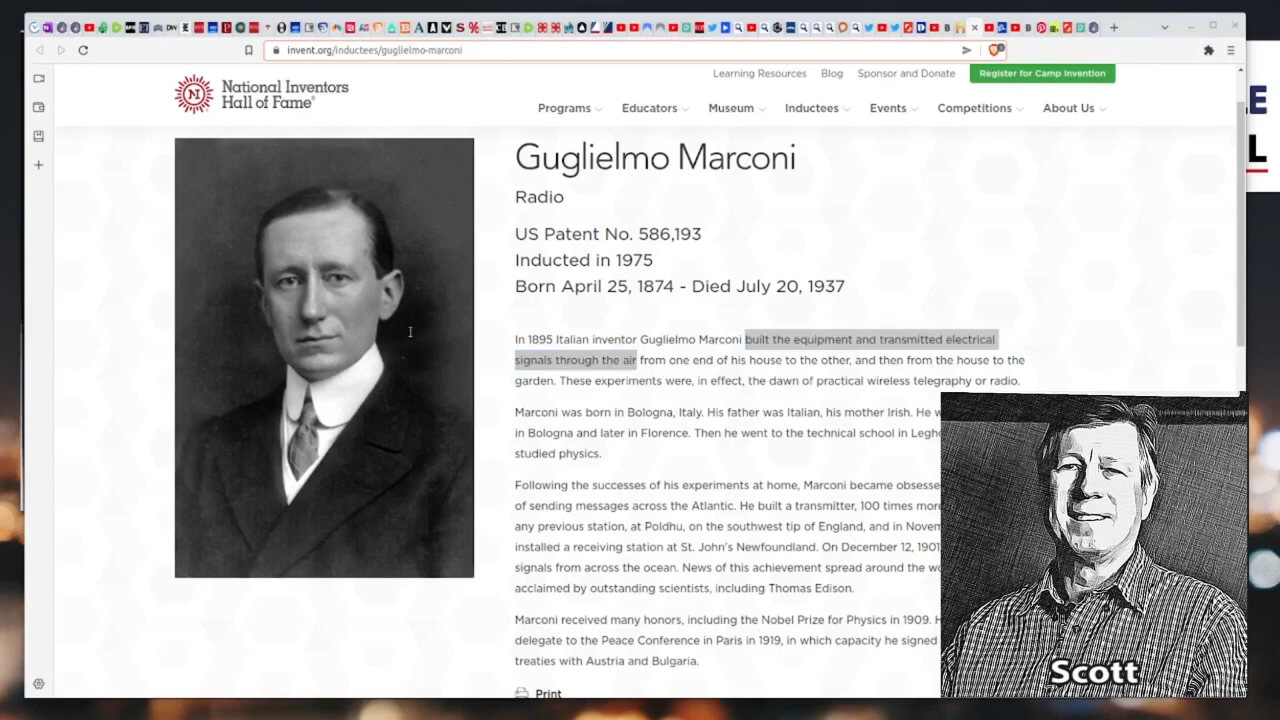 invent.org/inductees/guglielmo-marconi
National Inventors
Hall of Fame®
Learning Resources Blog Sponsor and Donate Register for Camp Invention
Programs Educators Museum Inductees Events Competitions About Us
Guglielmo Marconi
Radio
US Patent No. 586,193
Inducted in 1975
Born April 25, 1874 - Died July 20, 1937
In 1895 Italian inventor Guglielmo Marconi built the equipment and transmitted electrical
signals through the air from one end of his house to the other, and then from the house to the
garden. These experiments were, in effect, the dawn of practical wireless telegraphy or radio.
Marconi was born in Bologna, Italy. His father was Italian, his mother Irish. He
in Bologna and later in Florence. Then he went to the technical school in
studied physics.
Following the successes of his experiments at home, Marconi became
of sending messages across the Atlantic. He built a transmitter, 100 times
any previous station, at Poldhu, on the southwest tip of England, and in
installed a receiving station at St. John's Newfoundland. On December 12, 1901
signals from across the ocean. News of this achievement spread around the
acclaimed by outstanding scientists, including Thomas Edison.
Marconi received many honors, including the Nobel Prize for Physics in 1909.
delegate to the Peace Conference in Paris in 1919, in which capacity he signed
treaties with Austria and Bulgaria.
Print
Scott
E
L